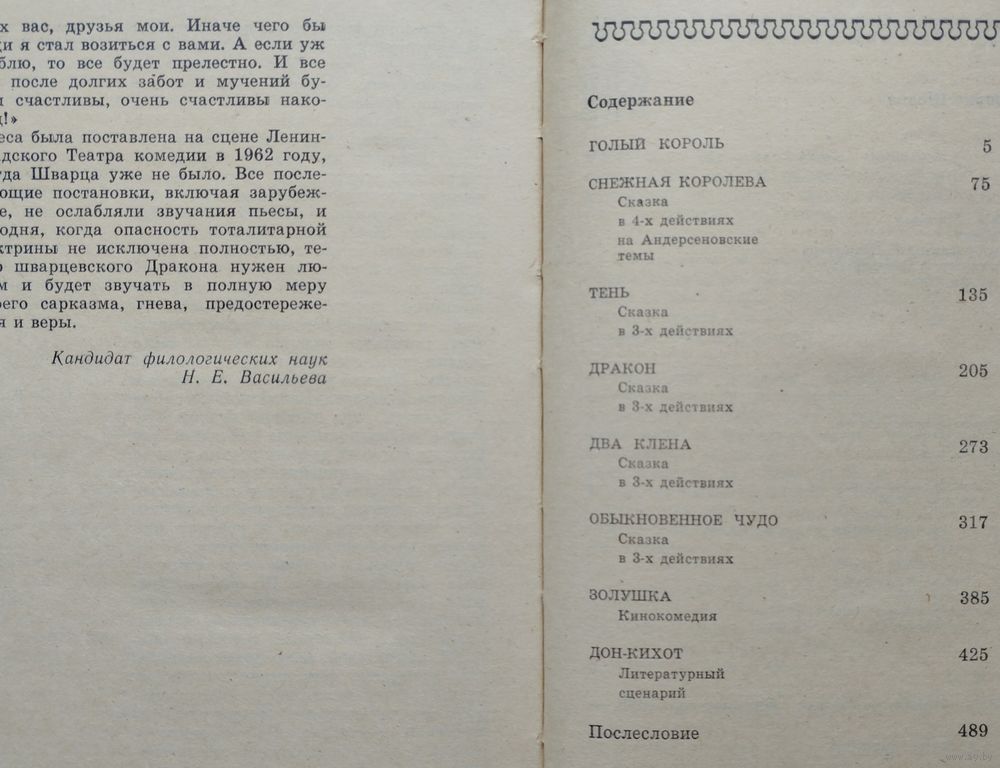 х вас, друзья мои. Иначе чего бы
и я стал возиться с вами. А если уж
блю, то все будет прелестно. И все
после долгих забот и мучений бу-
счастливы, очень счастливы нако-
!»
еса была поставлена на сцене Ленин-
адского Театра комедии в 1962 году,
да Шварца уже не было. Все после-
ющие постановки, включая зарубеж-
е, не ослабляли звучания пьесы, и
одня, когда опасность тоталитарной
ктрины не исключена полностью, те-
шварцевского Дракона нужен лю-
м и будет звучать в полную меру
оего сарказма, гнева, предостереже-
я и веры.
Кандидат филологических наук
Н. Е. Васильева
Содержание
ГОЛЫЙ КОРОЛЬ 5
СНЕЖНАЯ КОРОЛЕВА 75
Сказка
в 4-х действиях
на Андерсеновские
темы
ТЕНЬ 135
Сказка
в 3-х действиях
ДРАКОН 205
Сказка
в 3-х действиях
ДВА КЛЕНА 273
Сказка
в 3-х действиях
ОБЫКНОВЕННОЕ ЧУДО 317
Сказка
в 3-х действиях
ЗОЛУШКА 385
Кинокомедия
ДОН-КИХОТ 425
Литературный
сценарий
Послесловие 489
www.ay.by